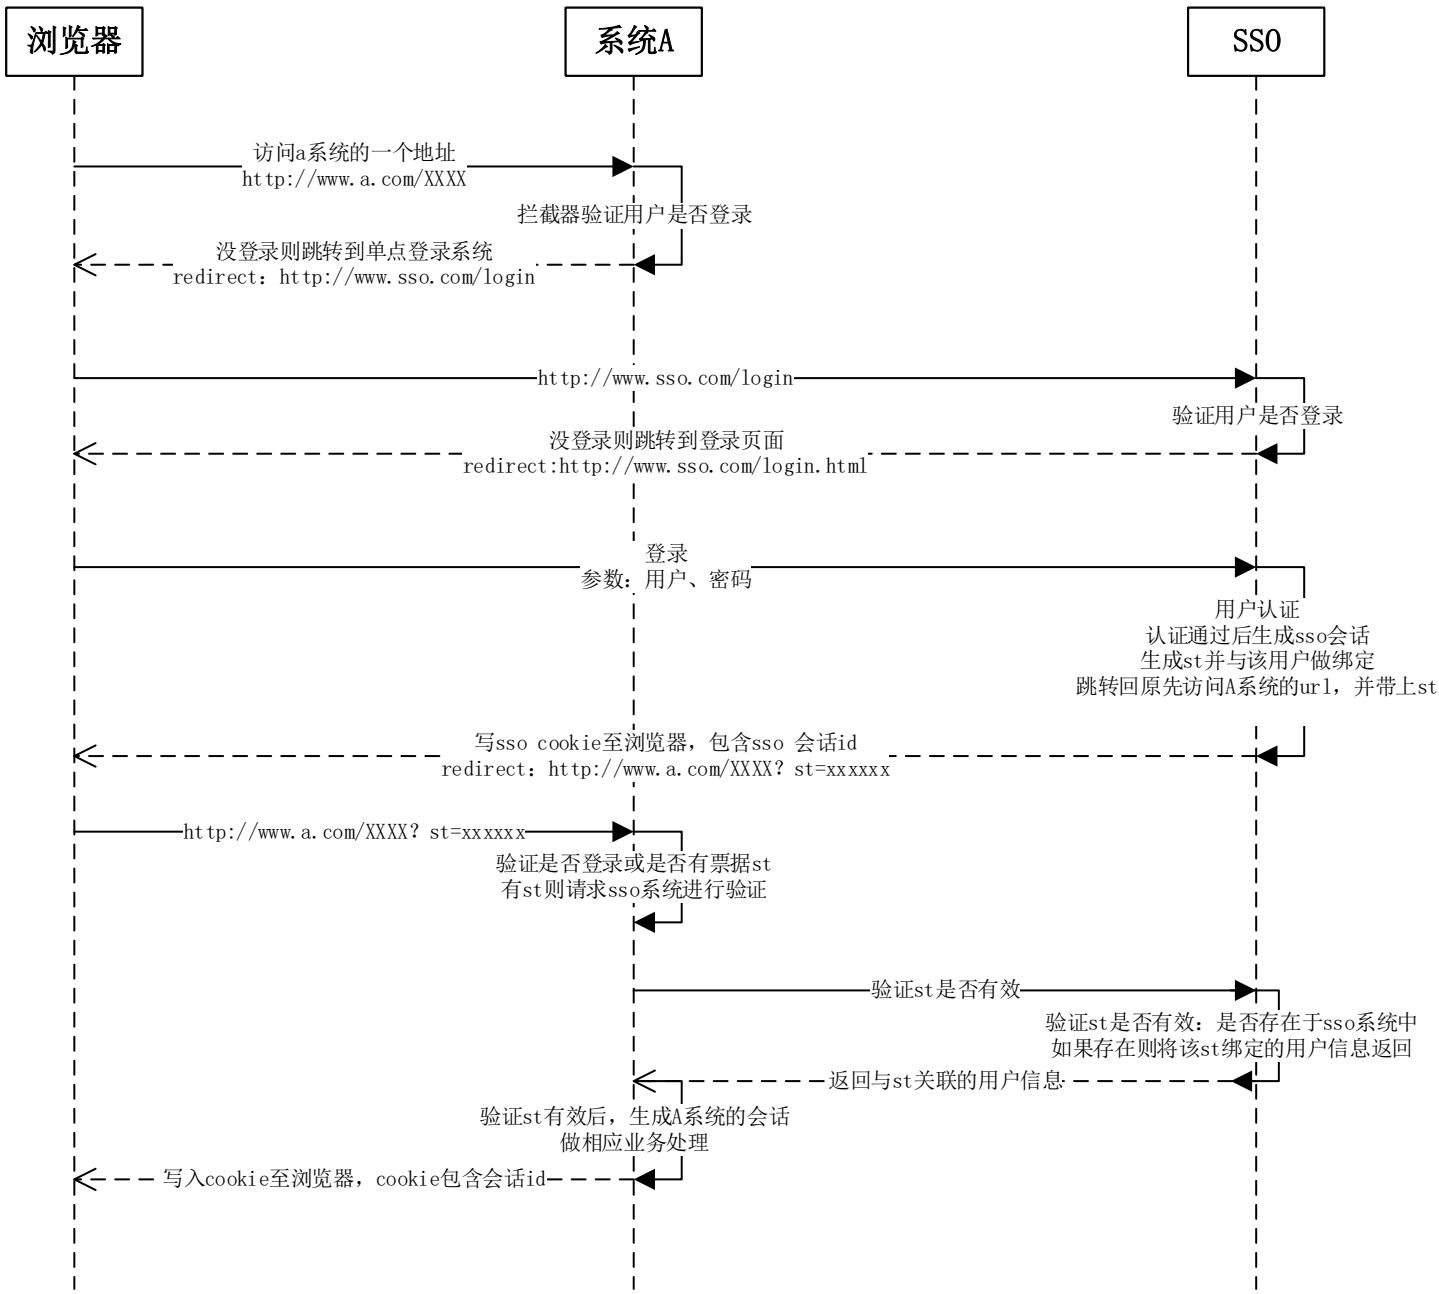 浏览器
系统A
SSO
访问a系统的一个地址
http://www.a.com/XXXX
拦截器验证用户是否登录
没登录则跳转到单点登录系统
redirect：http://www.sso.com/login
http://www.sso.com/login
验证用户是否登录
没登录则跳转到登录页面
redirect:http://www.sso.com/login.html
登录
参数：用户、密码
用户认证
认证通过后生成sso会话
生成st并与该用户做绑定
跳转回原先访问A系统的url，并带上st
写sso cookie至浏览器，包含sso 会话id
redirect：http://www.a.com/XXXX？st=xxxxxx
http://www.a.com/XXXX？st=xxxxxx
验证是否登录或是否有票据st
有st则请求sso系统进行验证
验证st是否有效
验证st是否有效：是否存在于sso系统中
如果存在则将该st绑定的用户信息返回
返回与st关联的用户信息
验证st有效后，生成A系统的会话
做相应业务处理
写入cookie至浏览器，cookie包含会话id